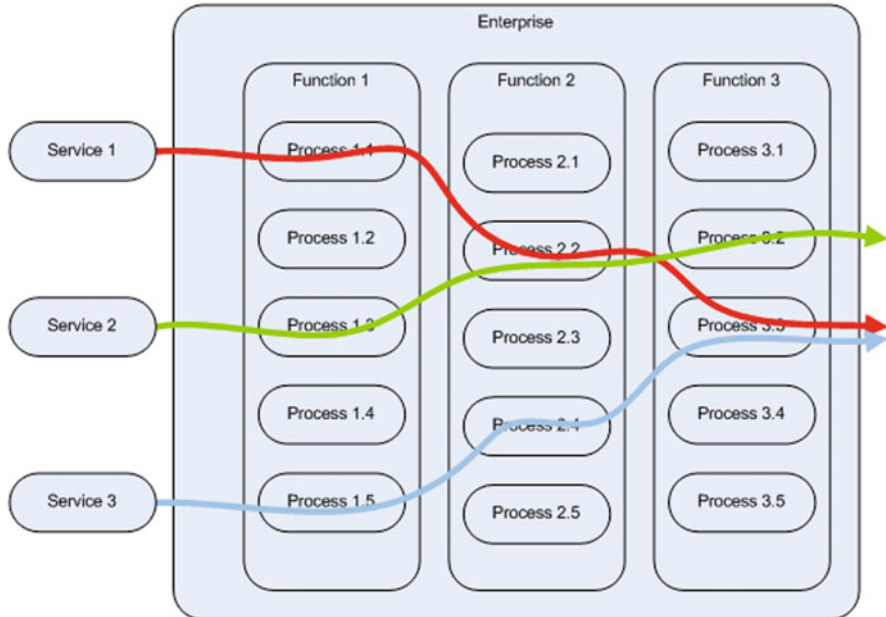 Enterprise
Function 1
Function 2
Function 3
Service 1
Service 2
Service 3
Process 1.1
Process 1.2
Process 1.3
Process 1.4
Process 1.5
Process 2.1
Process 2.2
Process 2.3
Process 2.4
Process 2.5
Process 3.1
Process 3.2
Process 3.3
Process 3.4
Process 3.5